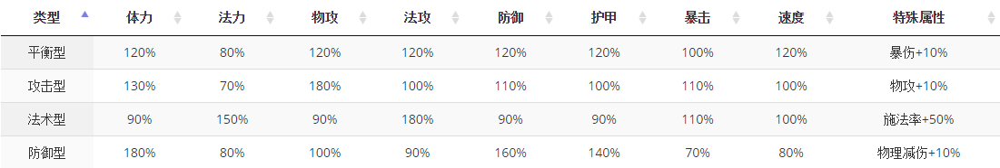 类型 体力 法力 物攻 法攻 防御 护甲 暴击 速度 特殊属性
平衡型 120% 80% 120% 120% 120% 120% 100% 120% 暴伤+10%
攻击型 130% 70% 180% 100% 110% 100% 110% 100% 物攻+10%
法术型 90% 150% 90% 180% 90% 90% 110% 100% 施法率+50%
防御型 180% 80% 100% 90% 160% 140% 70% 80% 物理减伤+10%